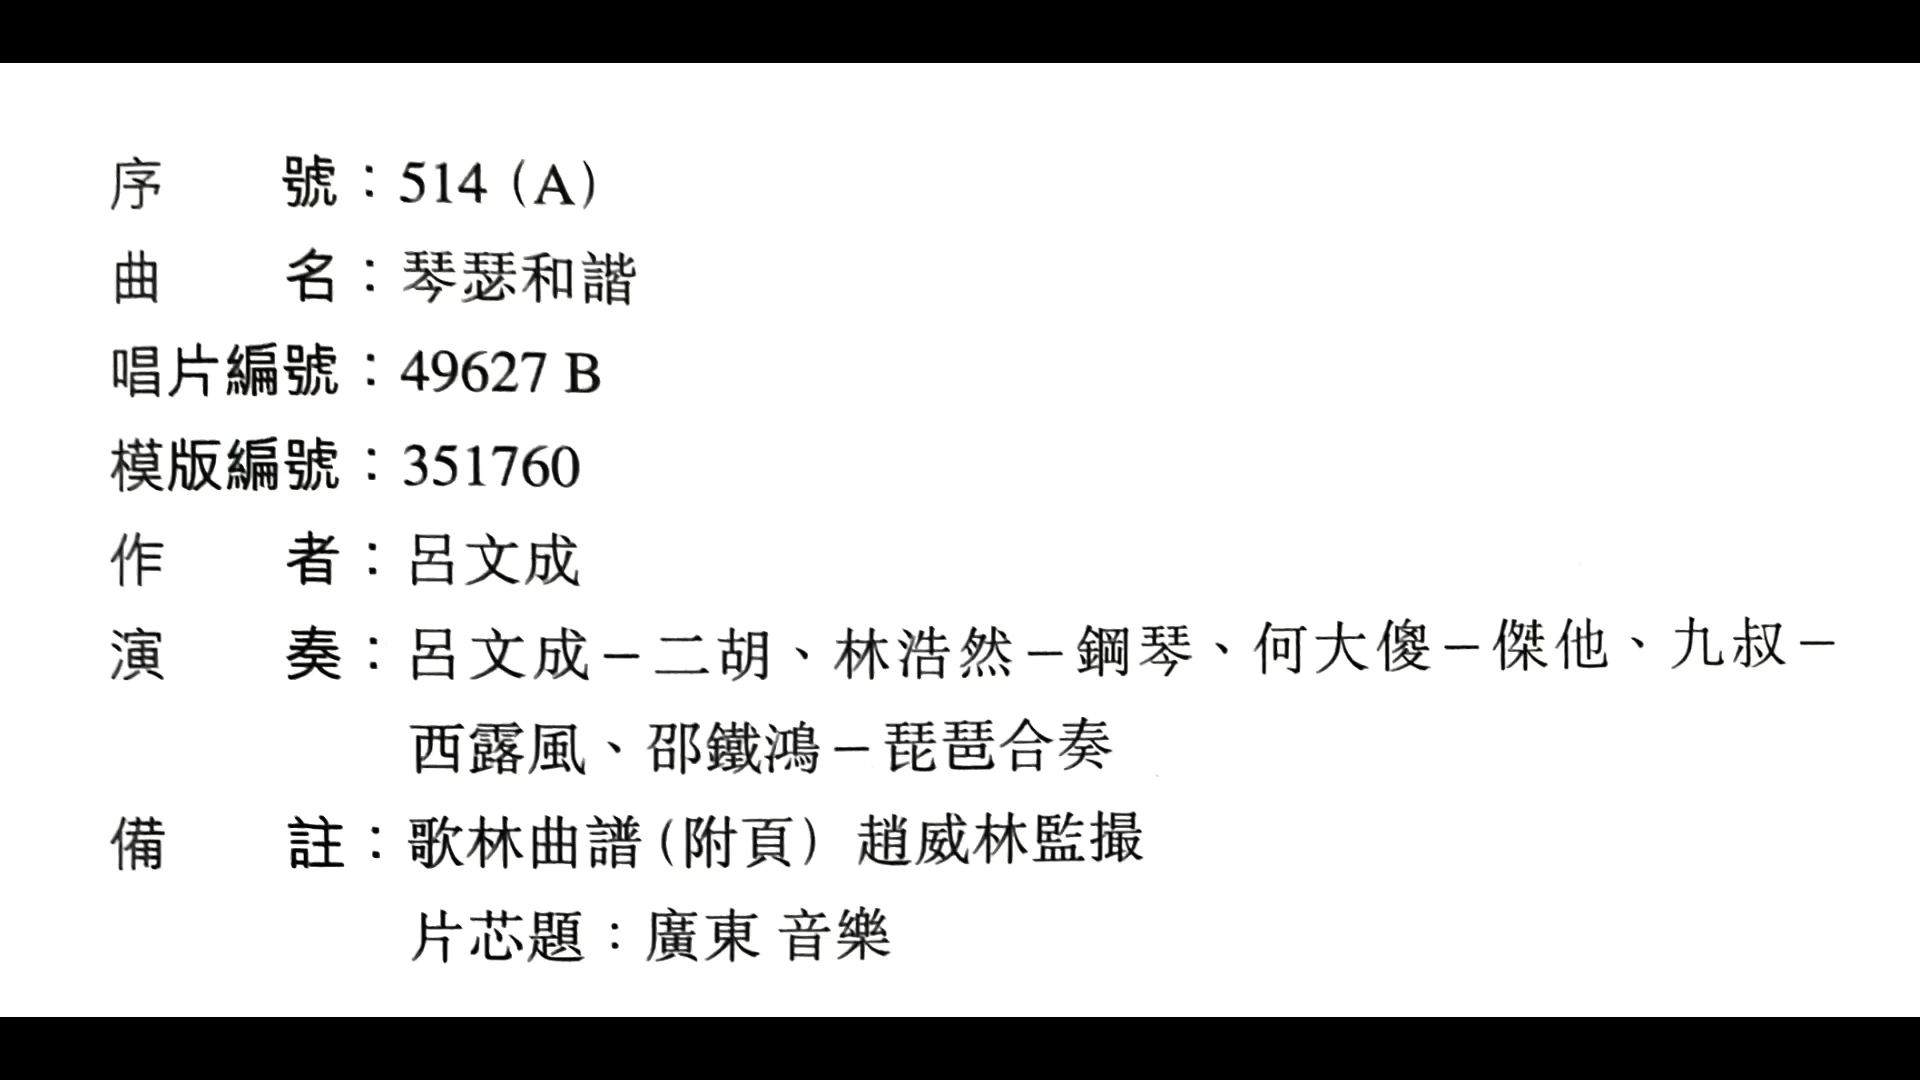 序　　號：514（A）
曲　　名：琴瑟和諧
唱片編號：49627 B
模版編號：351760
作　　者：呂文成
演　　奏：呂文成－二胡、林浩然－鋼琴、何大傻－傑他、九叔－
西露風、邵鐵鴻－琵琶合奏
備　　註：歌林曲譜（附頁）趙威林監撮
片芯題：廣東 音樂